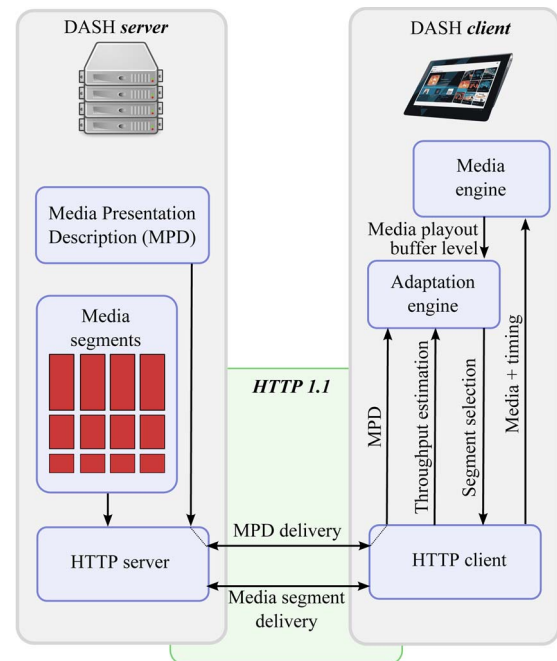 DASH server
DASH client
Media Presentation
Description (MPD)
Media
segments
HTTP server
HTTP 1.1
MPD delivery
Media segment
delivery
Media
engine
Media playout
buffer level
Adaptation
engine
MPD
Throughput estimation
Segment selection
Media + timing
HTTP client